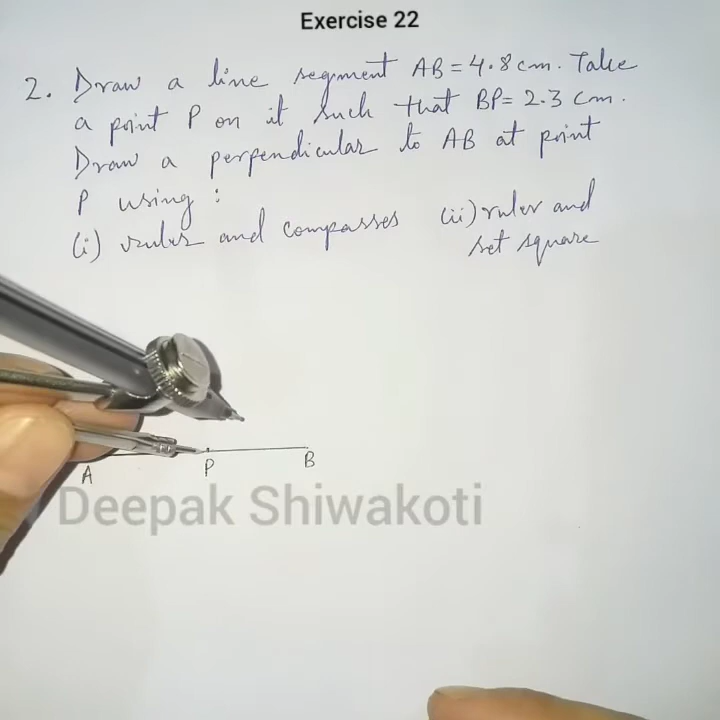 Exercise 22
2. Draw a line segment AB = 4.8 cm. Take
a point P on it such that BP = 2.3 cm.
Draw a perpendicular to AB at point
P using :
(i) ruler and compasses (ii) ruler and
set square
A P B
Deepak Shiwakoti